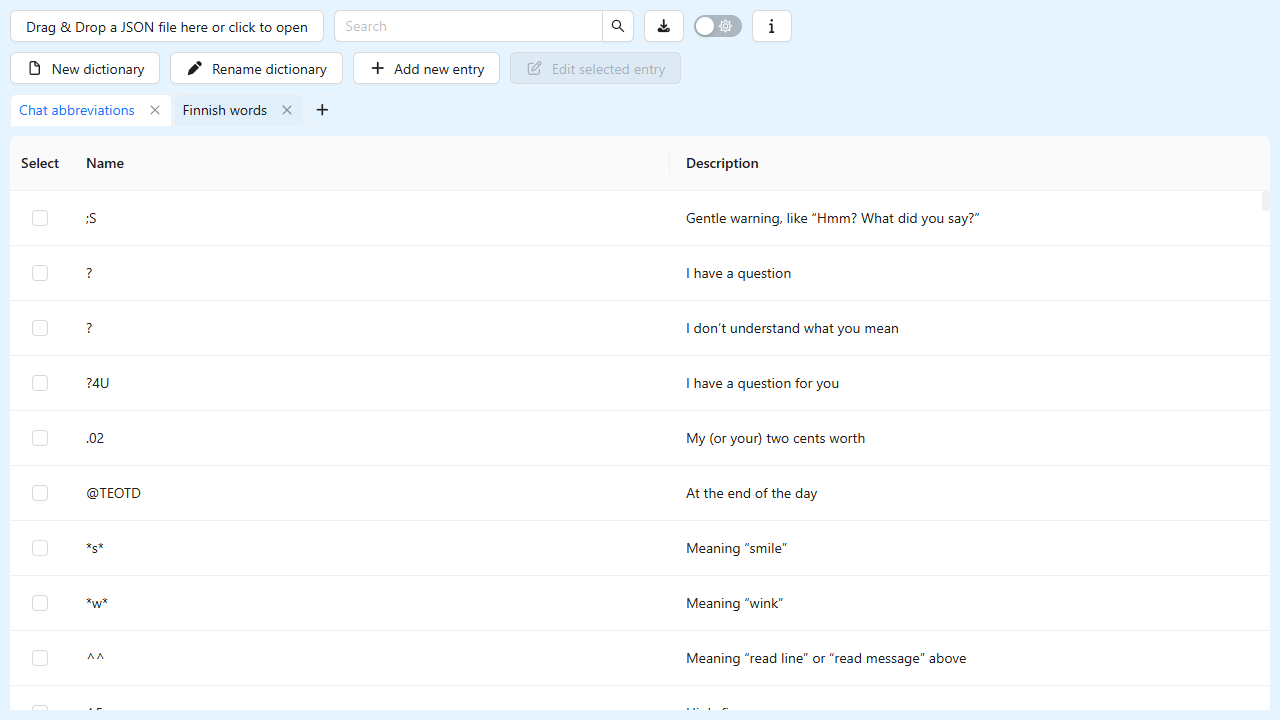 Drag & Drop a JSON file here or click to open
Search
New dictionary
Rename dictionary
Add new entry
Edit selected entry
Chat abbreviations
Finnish words
Select Name Description
;S Gentle warning, like “Hmm? What did you say?”
? I have a question
? I don’t understand what you mean
?4U I have a question for you
.02 My (or your) two cents worth
@TEOTD At the end of the day
*s* Meaning “smile”
*w* Meaning “wink”
^^ Meaning “read line” or “read message” above